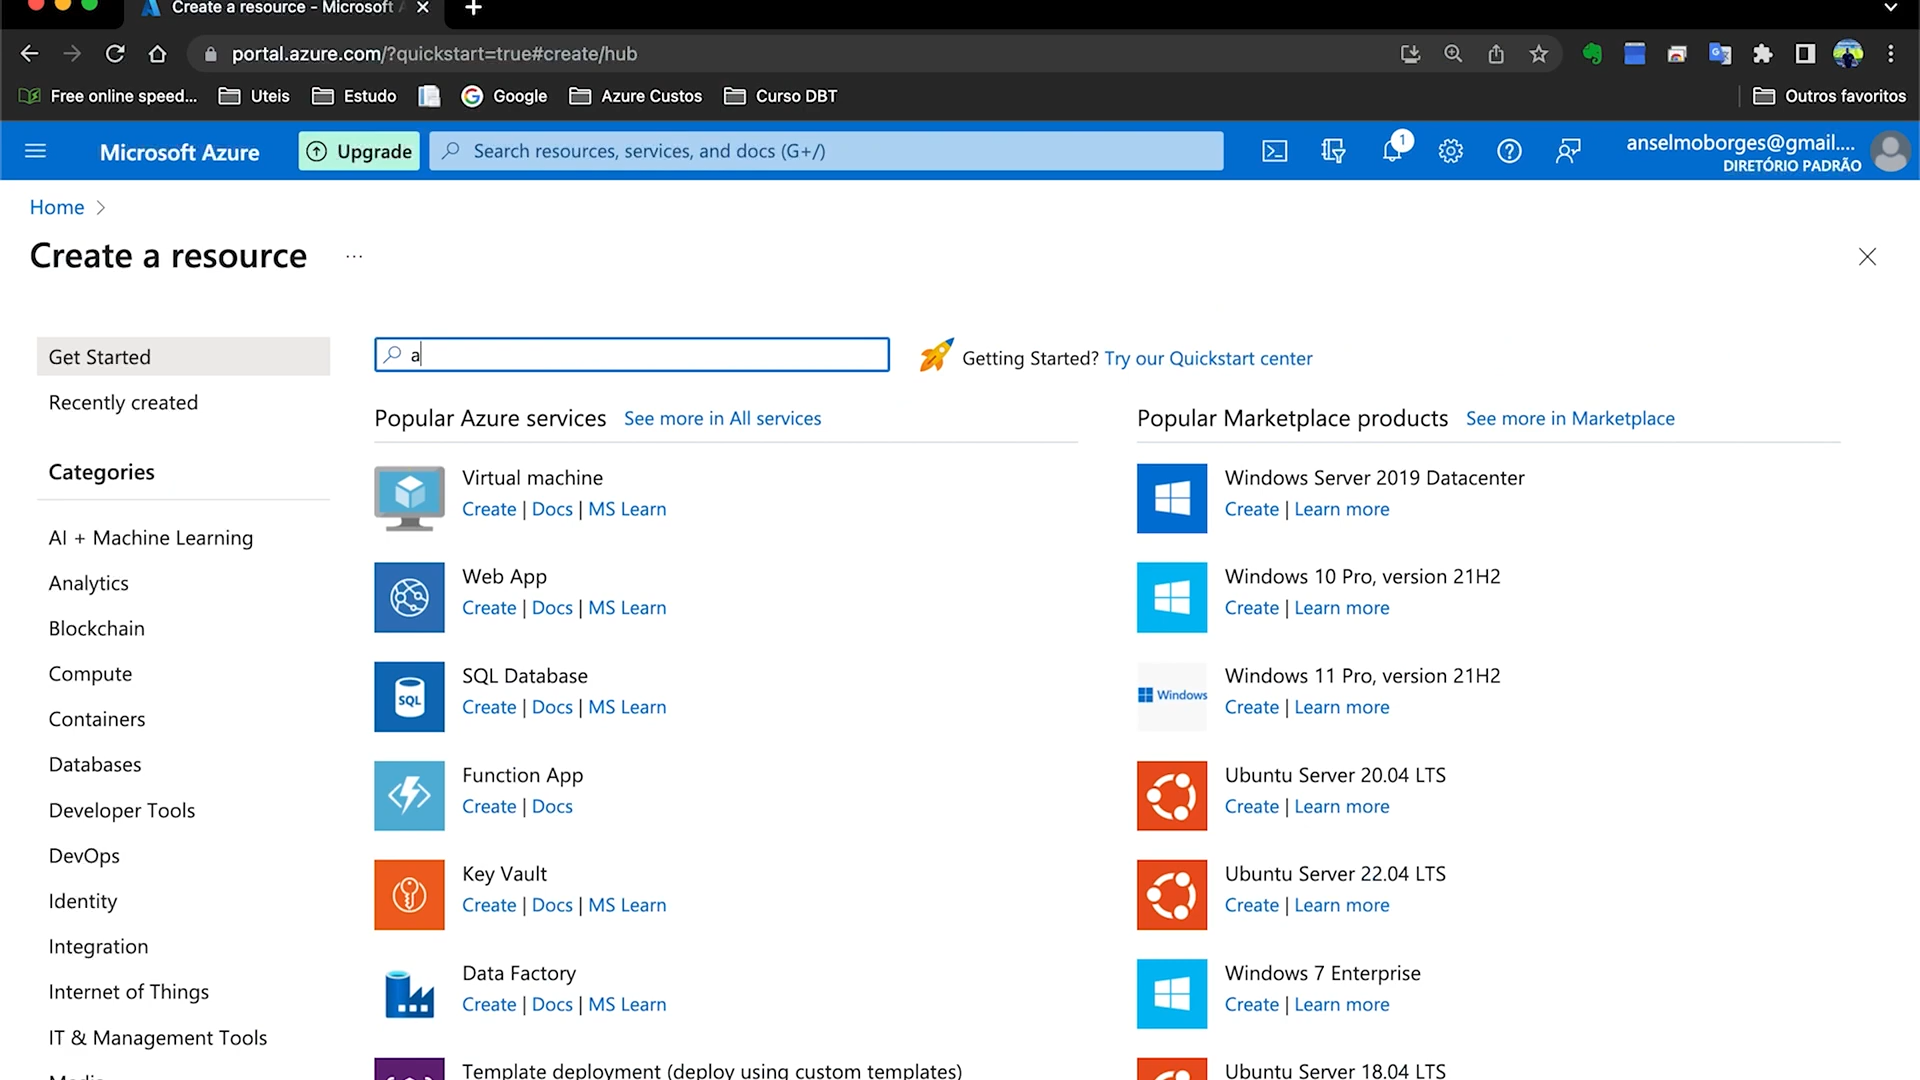 Create a resource - Microsoft A
portal.azure.com/?quickstart=true#create/hub
Free online speed...
Uteis
Estudo
Google
Azure Custos
Curso DBT
Outros favoritos
Microsoft Azure
Upgrade
Search resources, services, and docs (G+/)
1
anselmoborges@gmail....
DIRETÓRIO PADRÃO
Home
Create a resource
...
Get Started
Recently created
Categories
AI + Machine Learning
Analytics
Blockchain
Compute
Containers
Databases
Developer Tools
DevOps
Identity
Integration
Internet of Things
IT & Management Tools
Media
a
Getting Started? Try our Quickstart center
Popular Azure services See more in All services
Virtual machine
Create | Docs | MS Learn
Web App
Create | Docs | MS Learn
SQL
SQL Database
Create | Docs | MS Learn
Function App
Create | Docs
Key Vault
Create | Docs | MS Learn
Data Factory
Create | Docs | MS Learn
Template deployment (deploy using custom templates)
Popular Marketplace products See more in Marketplace
Windows Server 2019 Datacenter
Create | Learn more
Windows 10 Pro, version 21H2
Create | Learn more
Windows
Windows 11 Pro, version 21H2
Create | Learn more
Ubuntu Server 20.04 LTS
Create | Learn more
Ubuntu Server 22.04 LTS
Create | Learn more
Windows 7 Enterprise
Create | Learn more
Ubuntu Server 18.04 LTS